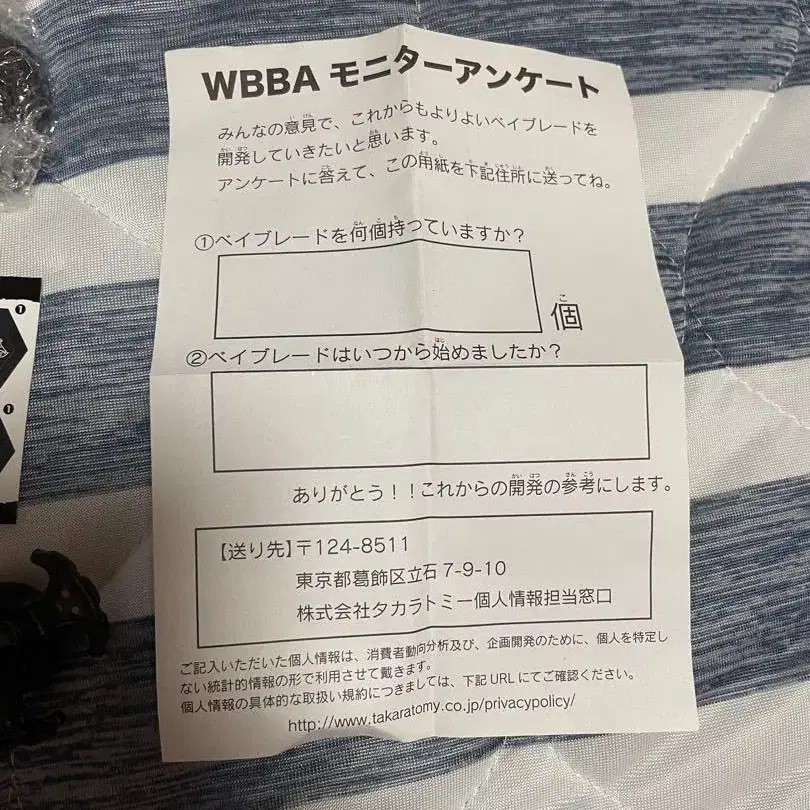 WBBA モニターアンケート
みんなの意見で、これからもよりよいベイブレードを
開発していきたいと思います。
アンケートに答えて、この用紙を下記住所に送ってね。
①ベイブレードを何個持っていますか？
個
②ベイブレードはいつから始めましたか？
ありがとう！！これからの開発の参考にします。
【送り先】〒124-8511
東京都葛飾区立石 7-9-10
株式会社タカラトミー個人情報担当窓口
ご記入いただいた個人情報は、消費者動向分析及び、企画開発のために、個人を特定し
ない統計的情報の形で利用させて戴きます。
個人情報の具体的な取扱い規約につきましては、下記 URL にてご確認ください。
http://www.takaratomy.co.jp/privacypolicy/
❶
❶